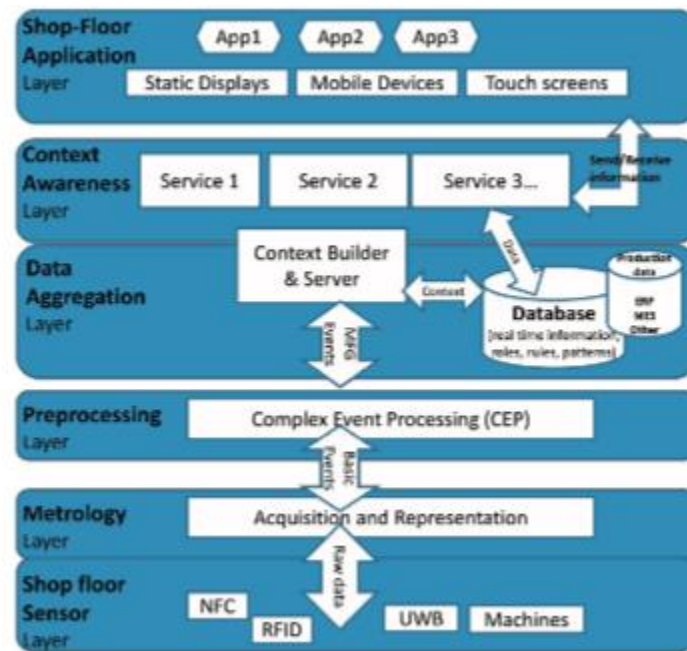 Shop-Floor
Application
Layer
App1
App2
App3
Static Displays
Mobile Devices
Touch screens
Context
Awareness
Layer
Service 1
Service 2
Service 3...
Send/Receive
information
Data
Aggregation
Layer
Context Builder
& Server
Context
Data
Database
[real time information,
roles, rules, patterns]
Production
data
ERP
MES
Other
MFG
Events
Preprocessing
Layer
Complex Event Processing (CEP)
Basic
Events
Metrology
Layer
Acquisition and Representation
Raw data
Shop floor
Sensor
Layer
NFC
RFID
UWB
Machines